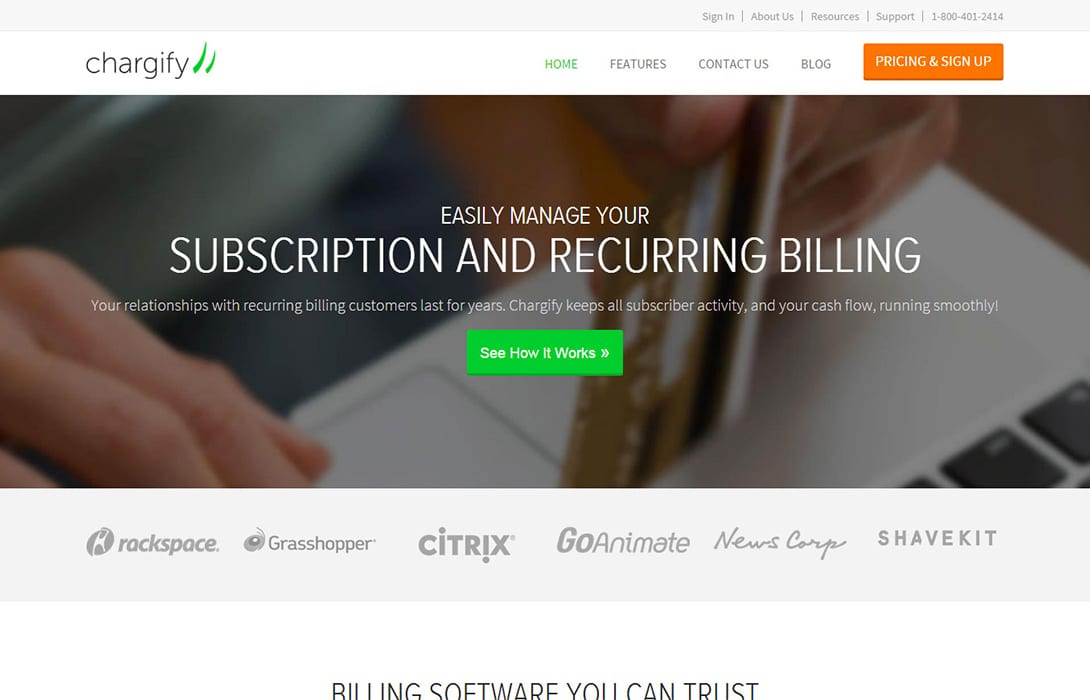 Sign In | About Us | Resources | Support | 1-800-401-2414
chargify
HOME FEATURES CONTACT US BLOG PRICING & SIGN UP
EASILY MANAGE YOUR
SUBSCRIPTION AND RECURRING BILLING
Your relationships with recurring billing customers last for years. Chargify keeps all subscriber activity, and your cash flow, running smoothly!
See How It Works »
rackspace. Grasshopper® CİTRIX® GoAnimate News Corp SHAVEKIT
BILLING SOFTWARE YOU CAN TRUST